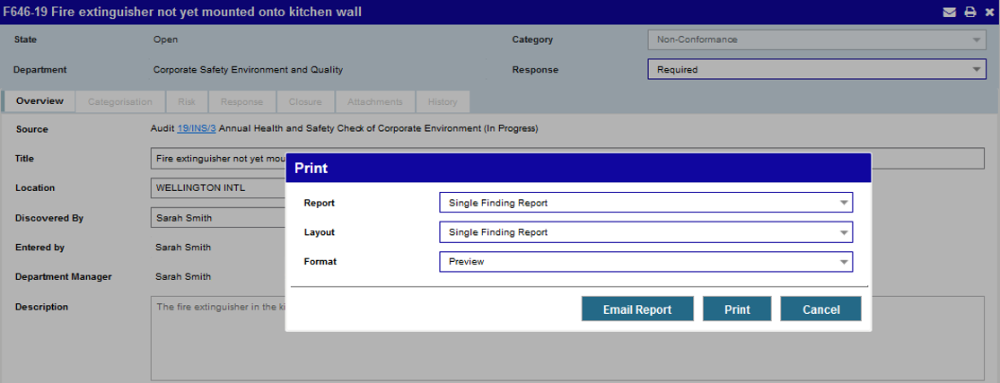 F646-19 Fire extinguisher not yet mounted onto kitchen wall
State Open Category Non-Conformance
Department Corporate Safety Environment and Quality Response Required
Overview Categorisation Risk Response Closure Attachments History
Source Audit 19/INS/3 Annual Health and Safety Check of Corporate Environment (In Progress)
Title Fire extinguisher not yet mou
Location WELLINGTON INTL
Discovered By Sarah Smith
Entered by Sarah Smith
Department Manager Sarah Smith
Description The fire extinguisher in the ki
Print
Report Single Finding Report
Layout Single Finding Report
Format Preview
Email Report Print Cancel